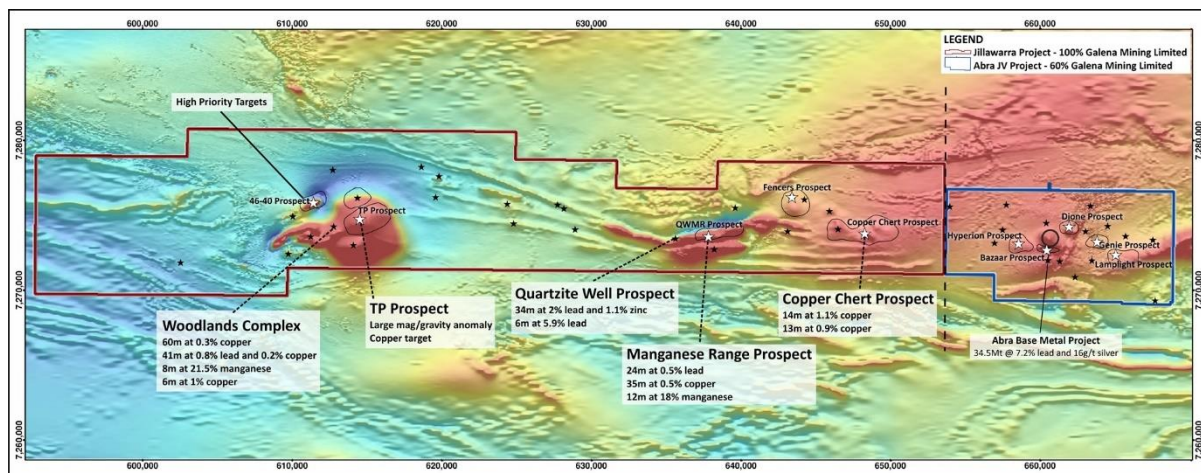 600,000
610,000
620,000
640,000
650,000
660,000
LEGEND
Jillawarra Project - 100% Galena Mining Limited
Abra JV Project - 60% Galena Mining Limited
High Priority Targets
7,280,000
7,280,000
46-40 Prospect
TP Prospect
Fencers Prospect
QWMR Prospect
Copper Chert Prospect
Dione Prospect
Hyperion Prospect
Genie Prospect
Bazaar Prospect
Lamplight Prospect
7,270,000
7,270,000
Woodlands Complex
60m at 0.3% copper
41m at 0.8% lead and 0.2% copper
8m at 21.5% manganese
6m at 1% copper
TP Prospect
Large mag/gravity anomaly
Copper target
Quartzite Well Prospect
34m at 2% lead and 1.1% zinc
6m at 5.9% lead
Manganese Range Prospect
24m at 0.5% lead
35m at 0.5% copper
12m at 18% manganese
Copper Chert Prospect
14m at 1.1% copper
13m at 0.9% copper
Abra Base Metal Project
34.5Mt @ 7.2% lead and 16g/t silver
7,260,000
7,260,000
600,000
610,000
620,000
640,000
650,000
660,000